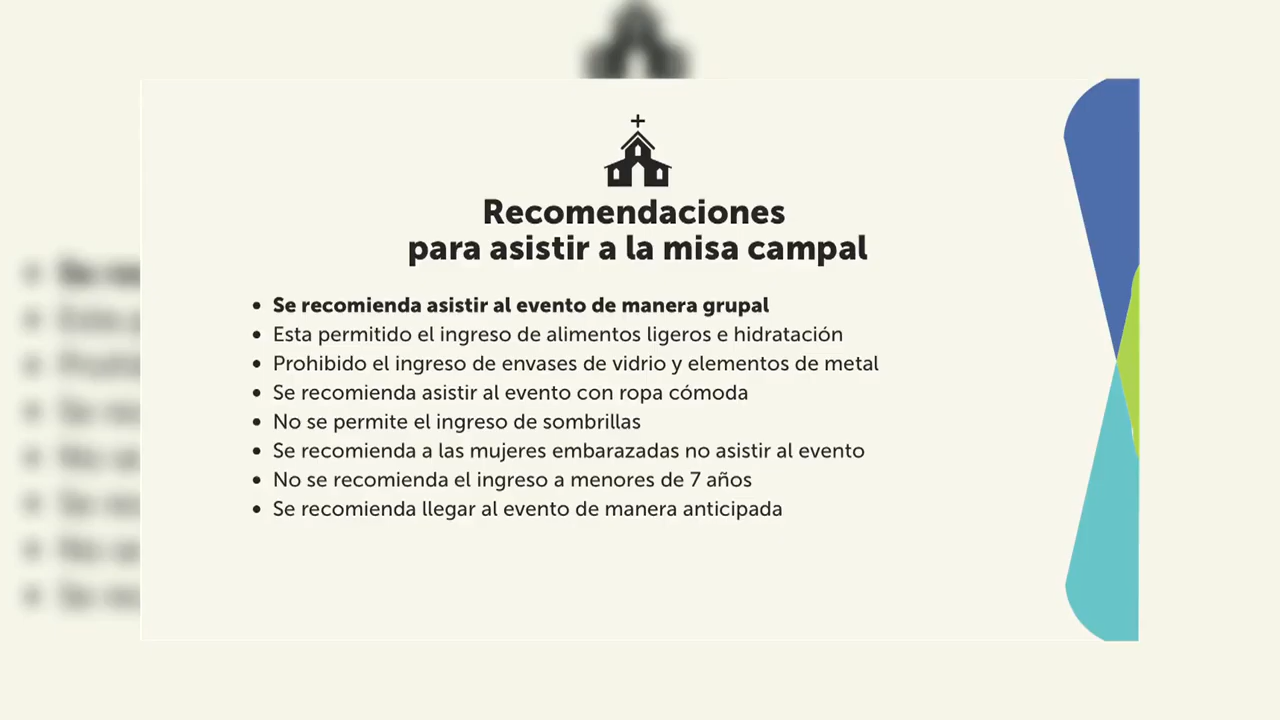 Recomendaciones
para asistir a la misa campal
• Se recomienda asistir al evento de manera grupal
• Esta permitido el ingreso de alimentos ligeros e hidratación
• Prohibido el ingreso de envases de vidrio y elementos de metal
• Se recomienda asistir al evento con ropa cómoda
• No se permite el ingreso de sombrillas
• Se recomienda a las mujeres embarazadas no asistir al evento
• No se recomienda el ingreso a menores de 7 años
• Se recomienda llegar al evento de manera anticipada